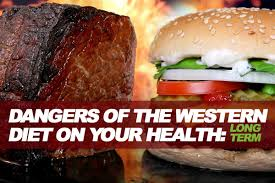 DANGERS OF THE WESTERN
DIET ON YOUR HEALTH: LONG
TERM